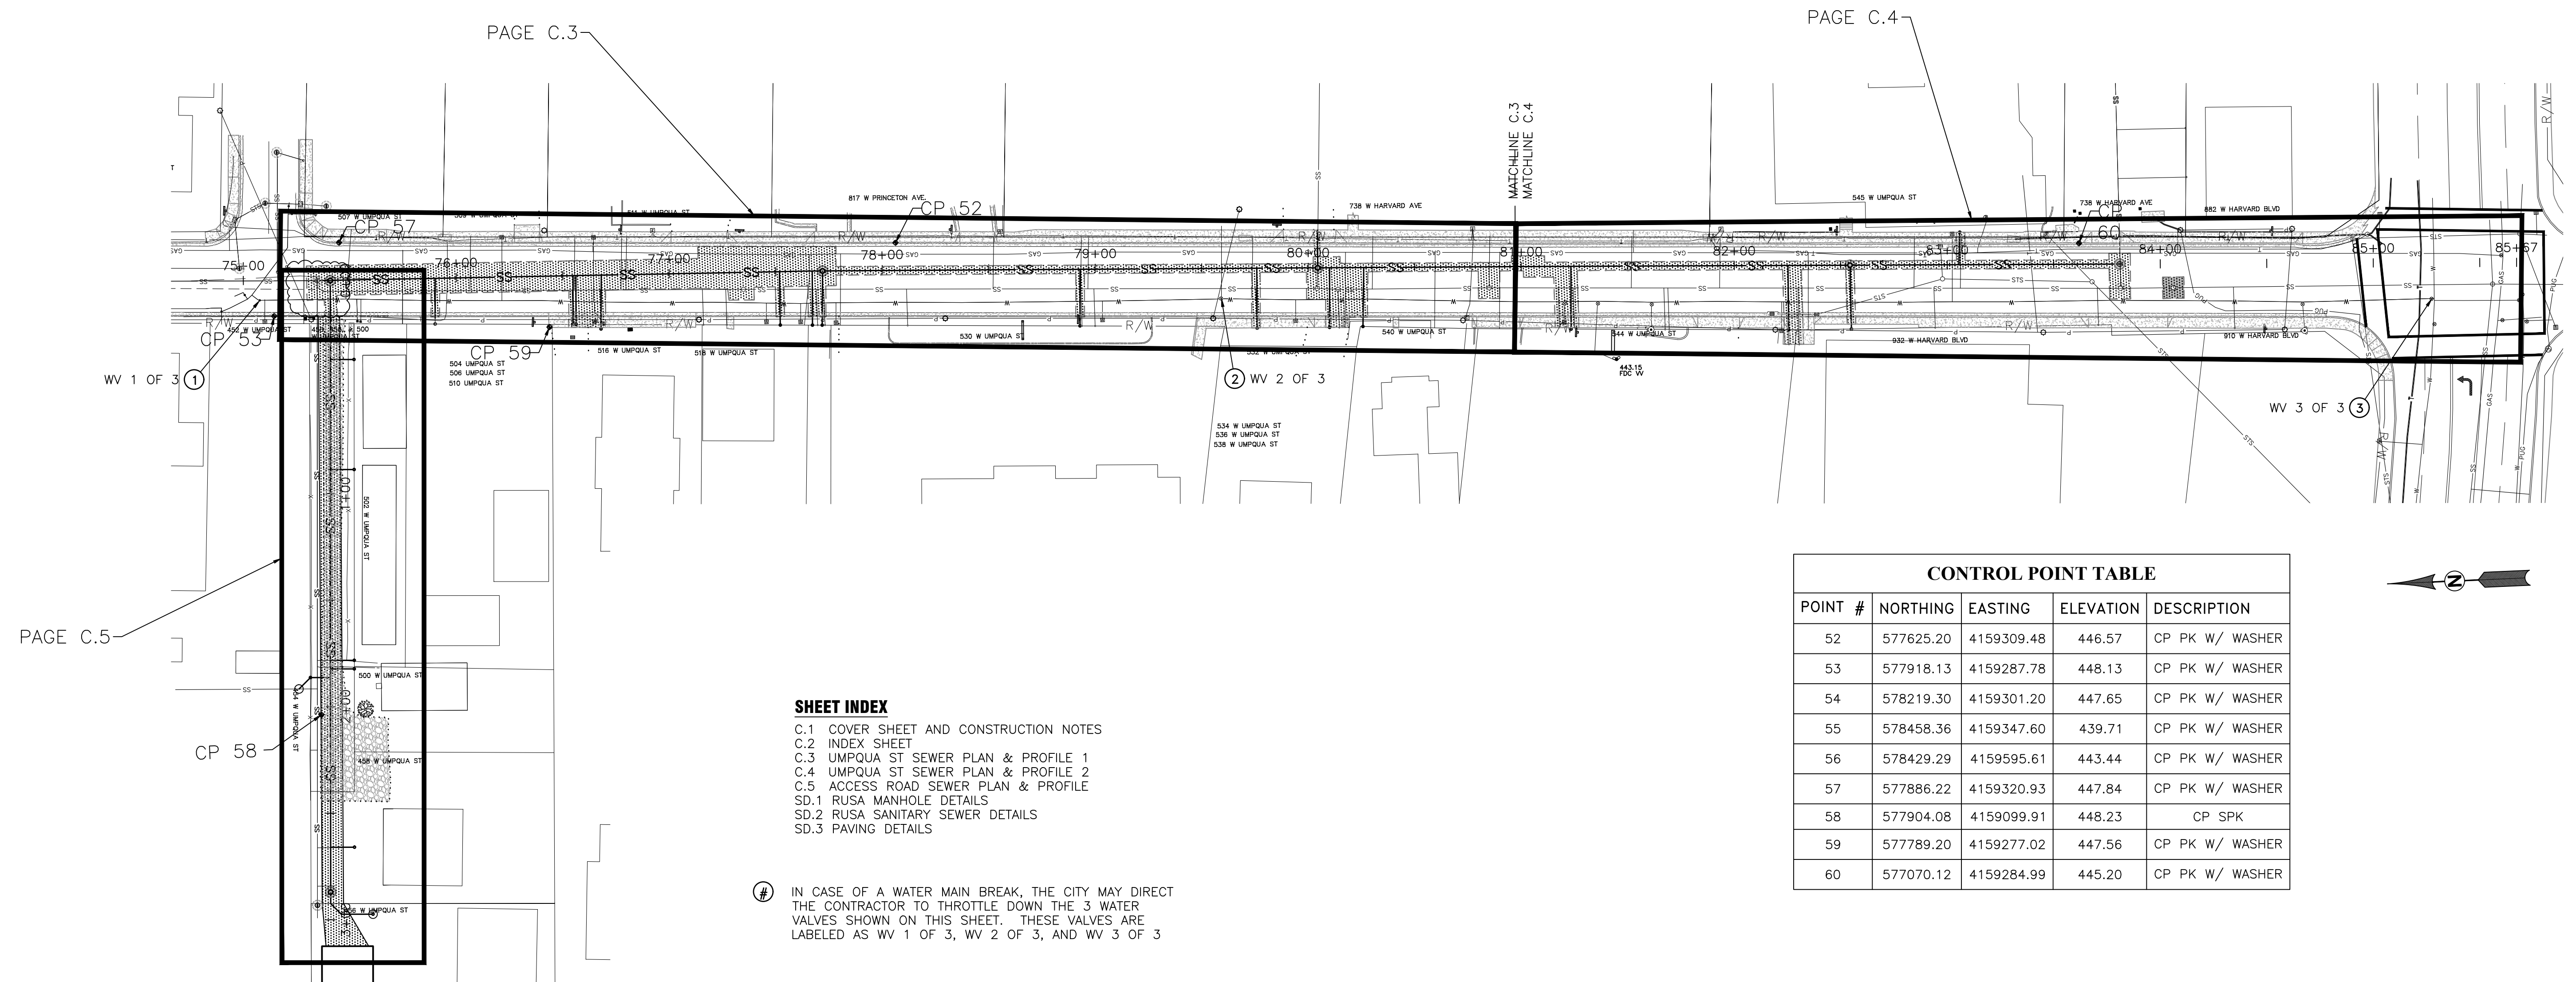 PAGE C.3
PAGE C.4
MATCHLINE C.3
MATCHLINE C.4
817 W PRINCETON AVE.
738 W HARVARD AVE
545 W UMPQUA ST
738 W HARVARD AVE
882 W HARVARD BLVD
507 W UMPQUA ST
CP 57
CP 52
CP 60
R/W
75+00
76+00
77+00
78+00
79+00
80+00
81+00
82+00
83+00
84+00
85+00
85+67
GAS
SS
W
STS
PUG
452 W UMPQUA ST
CP 53
CP 59
504 UMPQUA ST
506 UMPQUA ST
510 UMPQUA ST
516 W UMPQUA ST
518 W UMPQUA ST
530 W UMPQUA ST
540 W UMPQUA ST
544 W UMPQUA ST
932 W HARVARD BLVD
910 W HARVARD BLVD
443.15
FDC VV
WV 1 OF 3 1
2 WV 2 OF 3
WV 3 OF 3 3
534 W UMPQUA ST
536 W UMPQUA ST
538 W UMPQUA ST
1+00
502 W UMPQUA ST
PAGE C.5
500 W UMPQUA ST
2+00
CP 58
458 W UMPQUA ST
SHEET INDEX
C.1 COVER SHEET AND CONSTRUCTION NOTES
C.2 INDEX SHEET
C.3 UMPQUA ST SEWER PLAN & PROFILE 1
C.4 UMPQUA ST SEWER PLAN & PROFILE 2
C.5 ACCESS ROAD SEWER PLAN & PROFILE
SD.1 RUSA MANHOLE DETAILS
SD.2 RUSA SANITARY SEWER DETAILS
SD.3 PAVING DETAILS
# IN CASE OF A WATER MAIN BREAK, THE CITY MAY DIRECT
THE CONTRACTOR TO THROTTLE DOWN THE 3 WATER
VALVES SHOWN ON THIS SHEET. THESE VALVES ARE
LABELED AS WV 1 OF 3, WV 2 OF 3, AND WV 3 OF 3
CONTROL POINT TABLE
POINT # NORTHING EASTING ELEVATION DESCRIPTION
52 577625.20 4159309.48 446.57 CP PK W/ WASHER
53 577918.13 4159287.78 448.13 CP PK W/ WASHER
54 578219.30 4159301.20 447.65 CP PK W/ WASHER
55 578458.36 4159347.60 439.71 CP PK W/ WASHER
56 578429.29 4159595.61 443.44 CP PK W/ WASHER
57 577886.22 4159320.93 447.84 CP PK W/ WASHER
58 577904.08 4159099.91 448.23 CP SPK
59 577789.20 4159277.02 447.56 CP PK W/ WASHER
60 577070.12 4159284.99 445.20 CP PK W/ WASHER
N